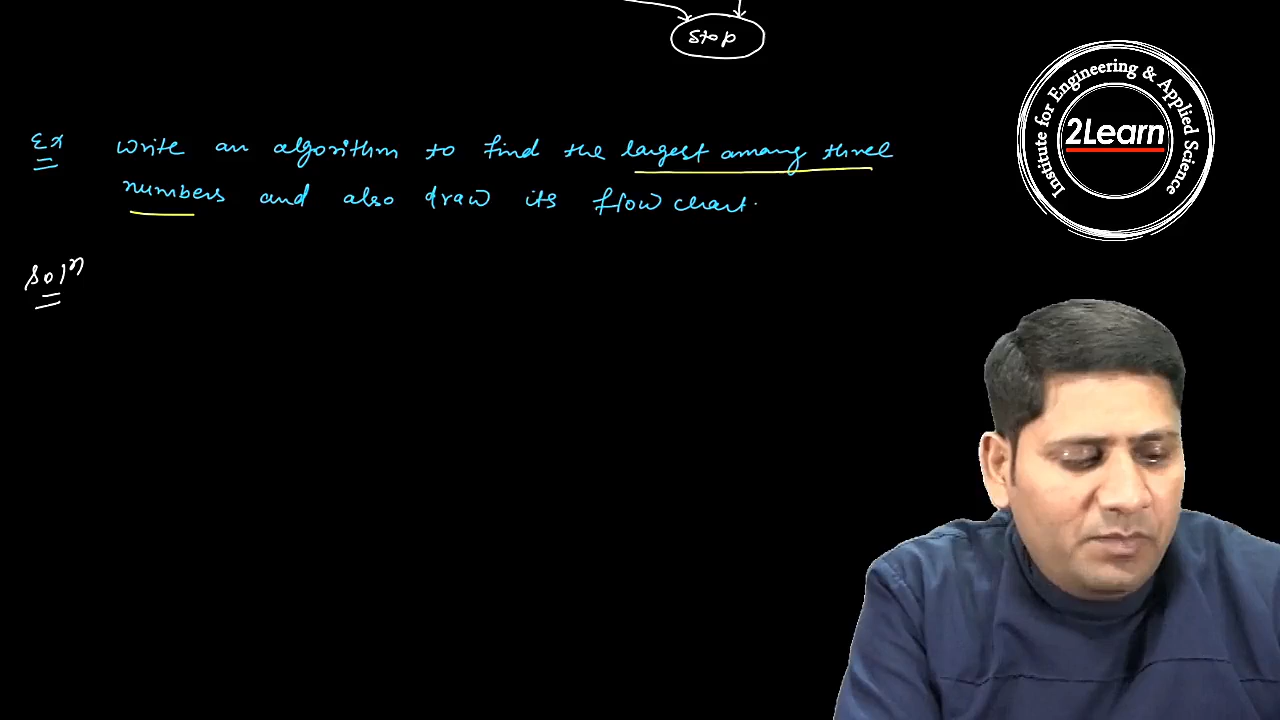 Stop
Ex Write an algorithm to find the largest among three
numbers and also draw its flow chart.
Solⁿ
Institute for Engineering & Applied Science
2Learn